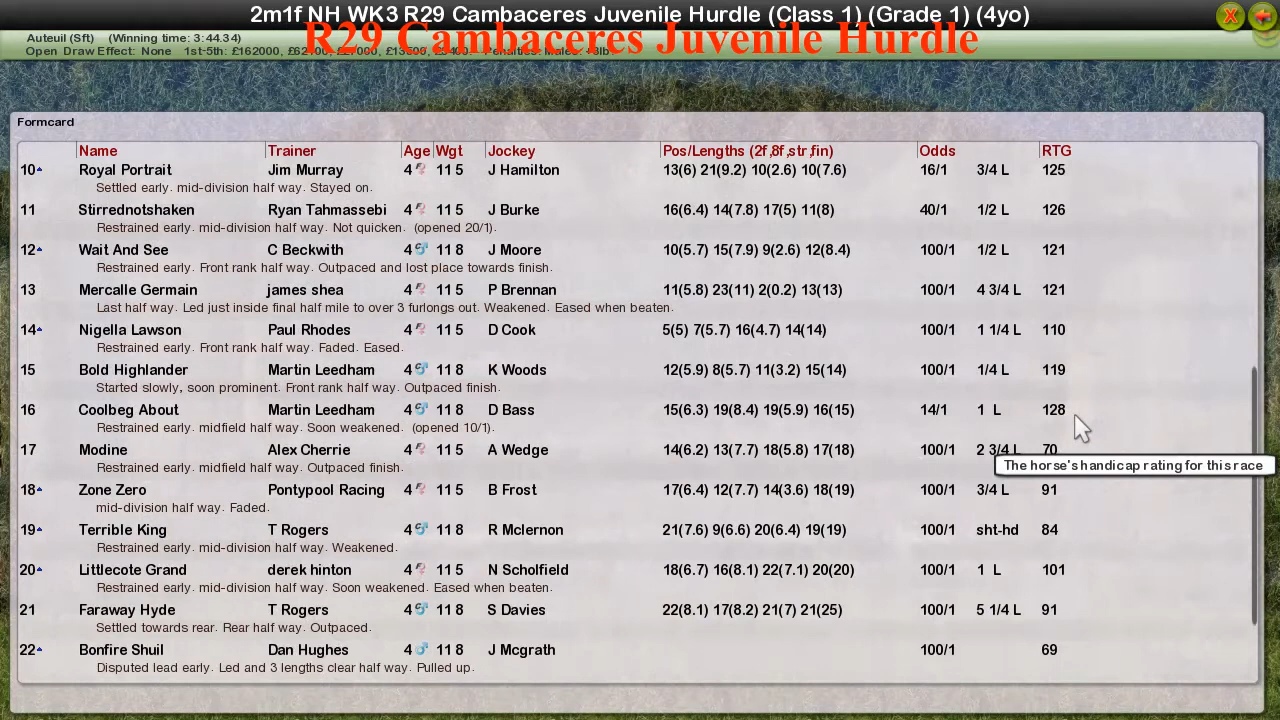 2m1f NH WK3 R29 Cambaceres Juvenile Hurdle (Class 1) (Grade 1) (4yo)
R29 Cambaceres Juvenile Hurdle
Auteuil (Sft) (Winning time: 3:44.34)
Open Draw Effect: None 1st-5th: £162000,
Formcard
Name Trainer Age Wgt Jockey Pos/Lengths (2f,8f,str,fin) Odds RTG
10 Royal Portrait Jim Murray 4 11 5 J Hamilton 13(6) 21(9.2) 10(2.6) 10(7.6) 16/1 3/4 L 125
Settled early. mid-division half way. Stayed on.
11 Stirrednotshaken Ryan Tahmassebi 4 11 5 J Burke 16(6.4) 14(7.8) 17(5) 11(8) 40/1 1/2 L 126
Restrained early. mid-division half way. Not quicken. (opened 20/1).
12 Wait And See C Beckwith 4 11 8 J Moore 10(5.7) 15(7.9) 9(2.6) 12(8.4) 100/1 1/2 L 121
Restrained early. Front rank half way. Outpaced and lost place towards finish.
13 Mercalle Germain james shea 4 11 5 P Brennan 11(5.8) 23(11) 2(0.2) 13(13) 100/1 4 3/4 L 121
Last half way. Led just inside final half mile to over 3 furlongs out. Weakened. Eased when beaten.
14 Nigella Lawson Paul Rhodes 4 11 5 D Cook 5(5) 7(5.7) 16(4.7) 14(14) 100/1 1 1/4 L 110
Restrained early. Front rank half way. Faded. Eased.
15 Bold Highlander Martin Leedham 4 11 8 K Woods 12(5.9) 8(5.7) 11(3.2) 15(14) 100/1 1/4 L 119
Started slowly, soon prominent. Front rank half way. Outpaced finish.
16 Coolbeg About Martin Leedham 4 11 8 D Bass 15(6.3) 19(8.4) 19(5.9) 16(15) 14/1 1 L 128
Restrained early. midfield half way. Soon weakened. (opened 10/1).
17 Modine Alex Cherrie 4 11 5 A Wedge 14(6.2) 13(7.7) 18(5.8) 17(18) 100/1 2 3/4 L 70
The horse's handicap rating for this race
Restrained early. midfield half way. Outpaced finish.
18 Zone Zero Pontypool Racing 4 11 5 B Frost 17(6.4) 12(7.7) 14(3.6) 18(19) 100/1 3/4 L 91
mid-division half way. Faded.
19 Terrible King T Rogers 4 11 8 R Mclernon 21(7.6) 9(6.6) 20(6.4) 19(19) 100/1 sht-hd 84
Restrained early. mid-division half way. Weakened.
20 Littlecote Grand derek hinton 4 11 5 N Scholfield 18(6.7) 16(8.1) 22(7.1) 20(20) 100/1 1 L 101
Restrained early. mid-division half way. Soon weakened. Eased when beaten.
21 Faraway Hyde T Rogers 4 11 8 S Davies 22(8.1) 17(8.2) 21(7) 21(25) 100/1 5 1/4 L 91
Settled towards rear. Rear half way. Outpaced.
22 Bonfire Shuil Dan Hughes 4 11 8 J Mcgrath 100/1 69
Disputed lead early. Led and 3 lengths clear half way. Pulled up.